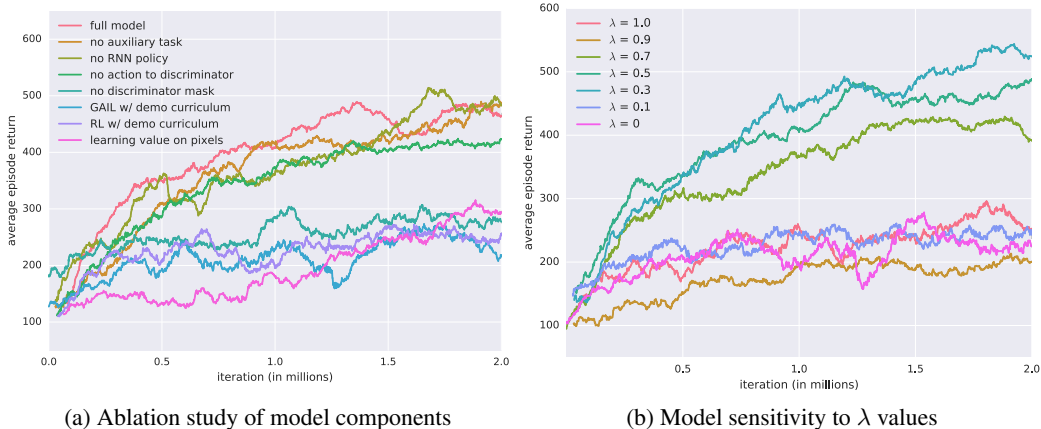 600
500
400
300
200
100
average episode return
full model
no auxiliary task
no RNN policy
no action to discriminator
no discriminator mask
GAIL w/ demo curriculum
RL w/ demo curriculum
learning value on pixels
0.0 0.5 1.0 1.5 2.0
iteration (in millions)
(a) Ablation study of model components
600
500
400
300
200
100
average episode return
λ = 1.0
λ = 0.9
λ = 0.7
λ = 0.5
λ = 0.3
λ = 0.1
λ = 0
0.5 1.0 1.5 2.0
iteration (in millions)
(b) Model sensitivity to λ values